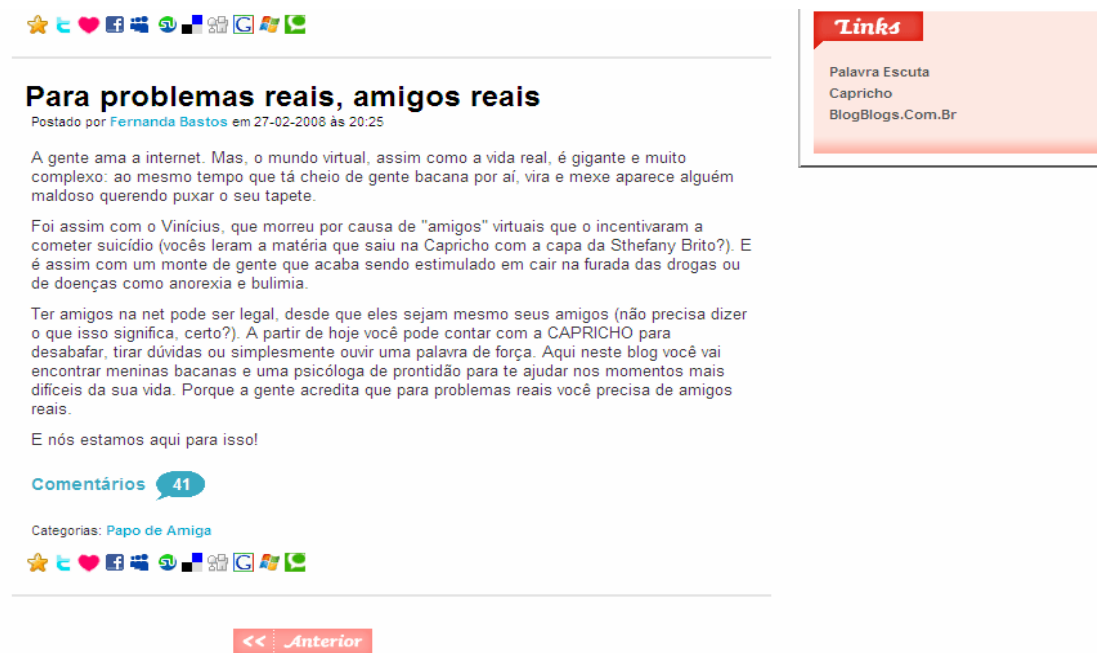 Para problemas reais, amigos reais
Postado por Fernanda Bastos em 27-02-2008 às 20:25
A gente ama a internet. Mas, o mundo virtual, assim como a vida real, é gigante e muito
complexo: ao mesmo tempo que tá cheio de gente bacana por aí, vira e mexe aparece alguém
maldoso querendo puxar o seu tapete.
Foi assim com o Vinícius, que morreu por causa de "amigos" virtuais que o incentivaram a
cometer suicídio (vocês leram a matéria que saiu na Capricho com a capa da Sthefany Brito?). E
é assim com um monte de gente que acaba sendo estimulado em cair na furada das drogas ou
de doenças como anorexia e bulimia.
Ter amigos na net pode ser legal, desde que eles sejam mesmo seus amigos (não precisa dizer
o que isso significa, certo?). A partir de hoje você pode contar com a CAPRICHO para
desabafar, tirar dúvidas ou simplesmente ouvir uma palavra de força. Aqui neste blog você vai
encontrar meninas bacanas e uma psicóloga de prontidão para te ajudar nos momentos mais
difíceis da sua vida. Porque a gente acredita que para problemas reais você precisa de amigos
reais.
E nós estamos aqui para isso!
Comentários 41
Categorias: Papo de Amiga
<< Anterior
Links
Palavra Escuta
Capricho
BlogBlogs.Com.Br